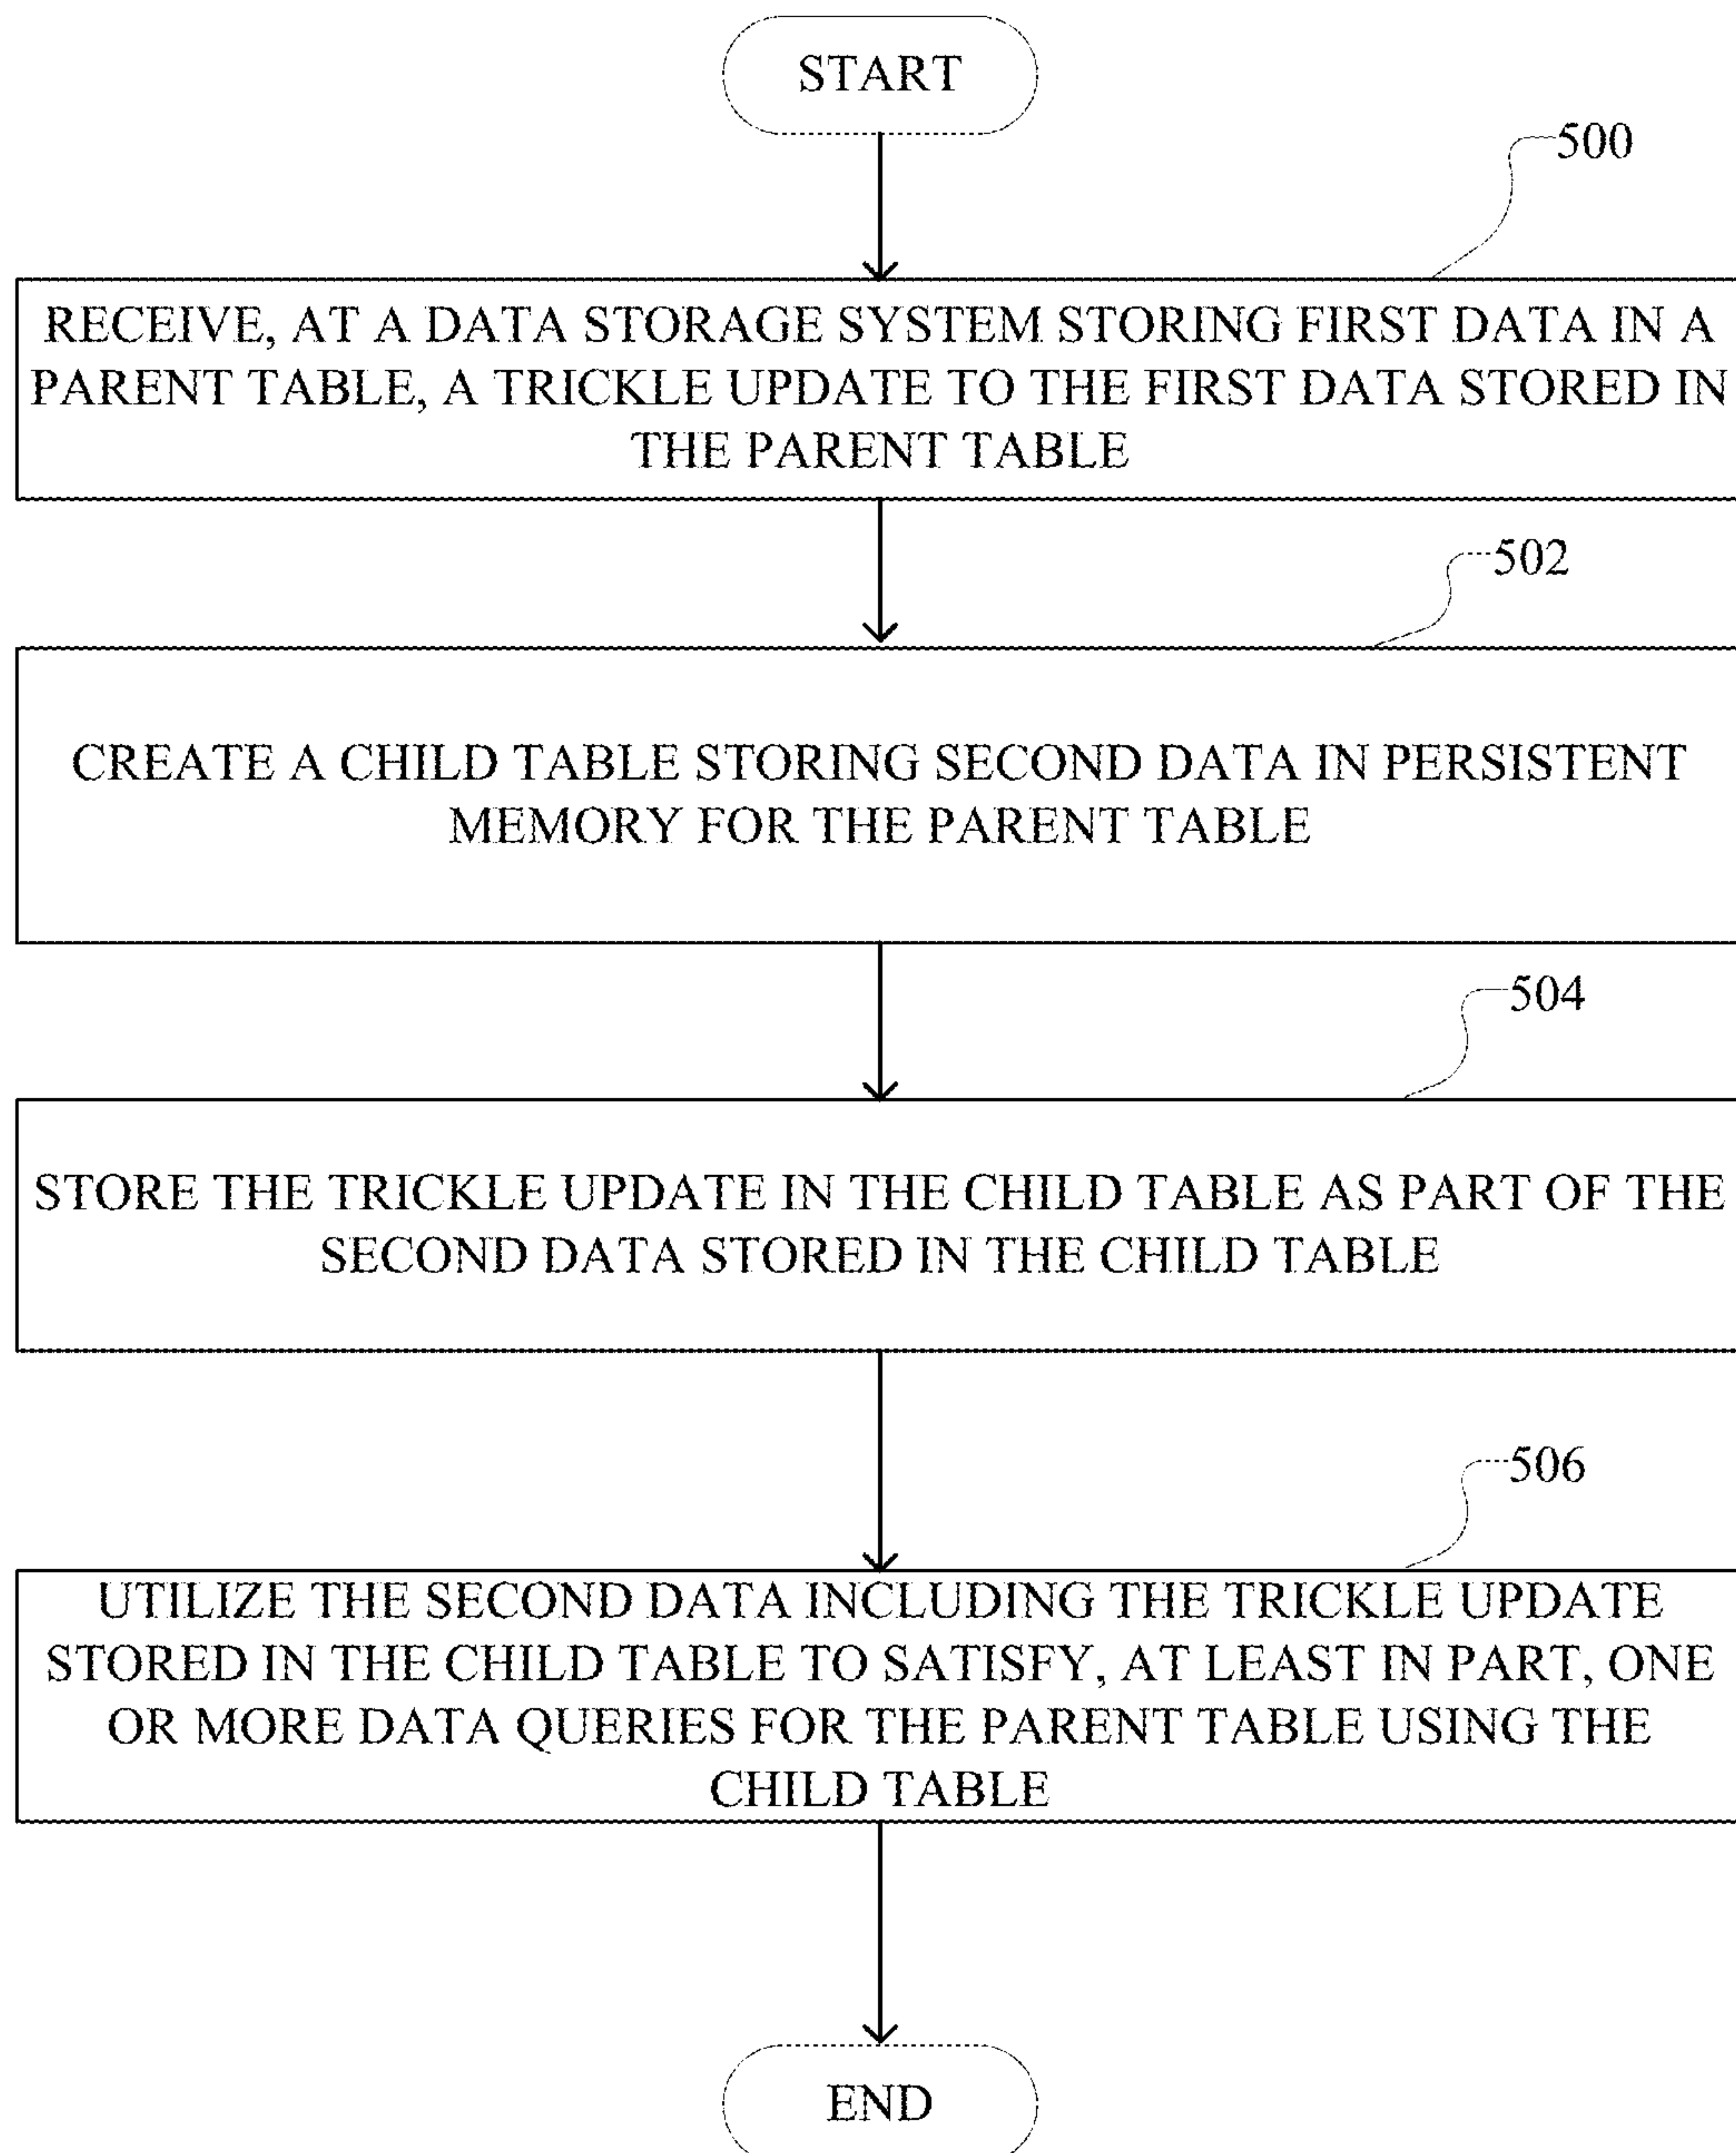 START
500
RECEIVE, AT A DATA STORAGE SYSTEM STORING FIRST DATA IN A
PARENT TABLE, A TRICKLE UPDATE TO THE FIRST DATA STORED IN
THE PARENT TABLE
502
CREATE A CHILD TABLE STORING SECOND DATA IN PERSISTENT
MEMORY FOR THE PARENT TABLE
504
STORE THE TRICKLE UPDATE IN THE CHILD TABLE AS PART OF THE
SECOND DATA STORED IN THE CHILD TABLE
506
UTILIZE THE SECOND DATA INCLUDING THE TRICKLE UPDATE
STORED IN THE CHILD TABLE TO SATISFY, AT LEAST IN PART, ONE
OR MORE DATA QUERIES FOR THE PARENT TABLE USING THE
CHILD TABLE
END